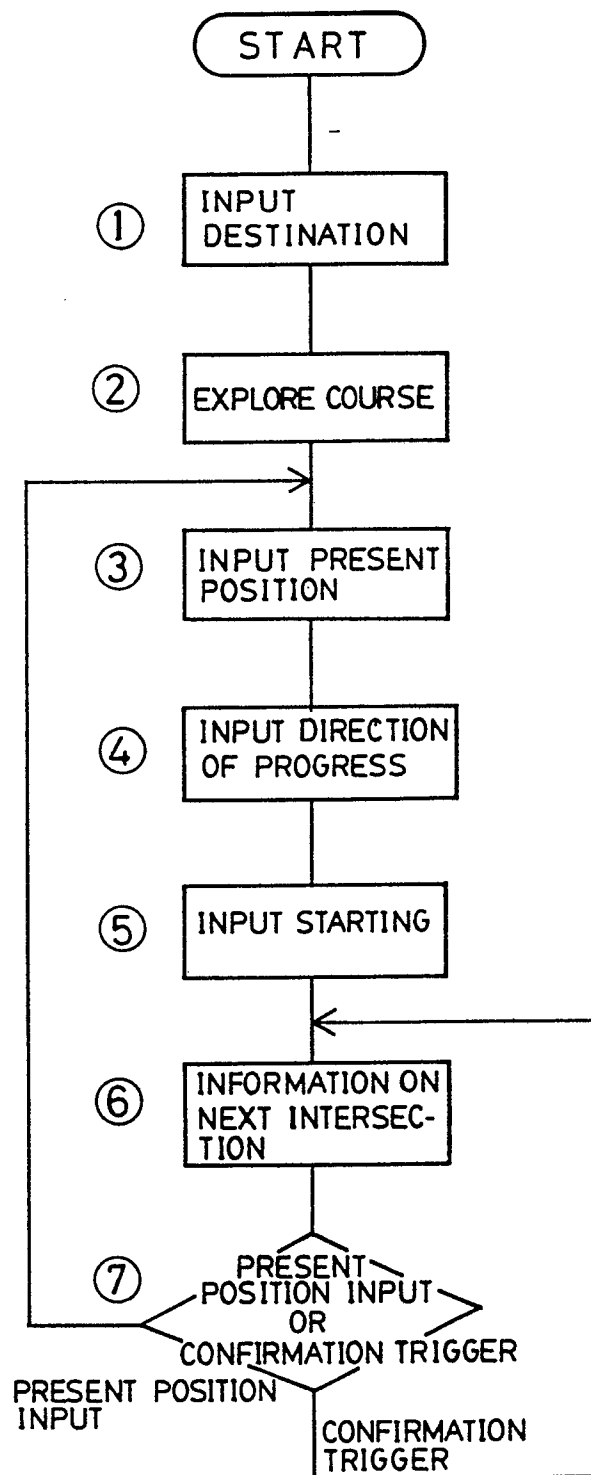 START
①
INPUT
DESTINATION
②
EXPLORE COURSE
③
INPUT PRESENT
POSITION
④
INPUT DIRECTION
OF PROGRESS
⑤
INPUT STARTING
⑥
INFORMATION ON
NEXT INTERSEC-
TION
⑦
PRESENT
POSITION INPUT
OR
CONFIRMATION TRIGGER
PRESENT POSITION
INPUT
CONFIRMATION
TRIGGER